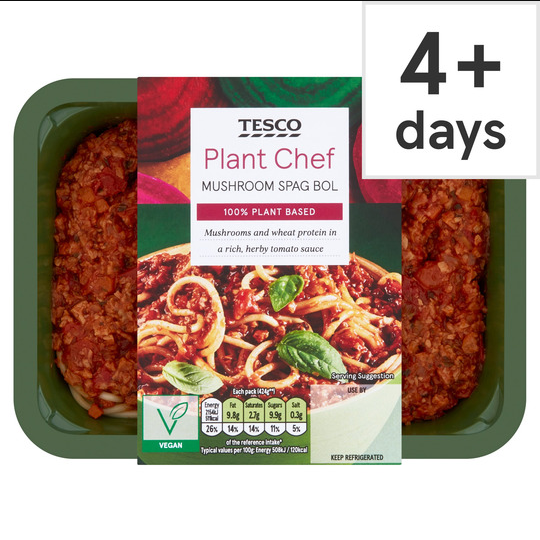 4+
days
TESCO
Plant Chef
MUSHROOM SPAG BOL
100% PLANT BASED
Mushrooms and wheat protein in
a rich, herby tomato sauce
Serving Suggestion
USE BY
Each pack (424g**)
Energy Fat Saturates Sugars Salt
2154kJ 9.8g 2.7g 9.9g 0.3g
511kcal
26% 14% 14% 11% 5%
of the reference intake*
Typical values per 100g: Energy 508kJ / 120kcal
VEGAN
KEEP REFRIGERATED